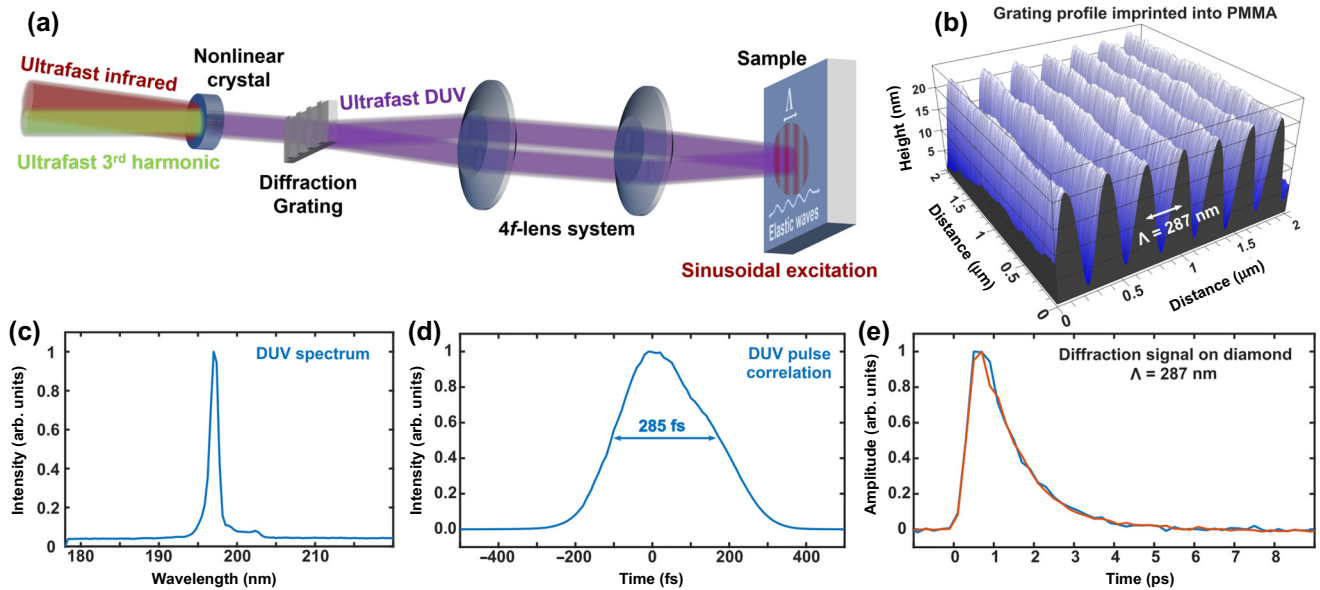 (a)
Ultrafast infrared
Nonlinear
crystal
Ultrafast DUV
Ultrafast 3rd harmonic
Diffraction
Grating
4f-lens system
Sample
Λ
Elastic waves
Sinusoidal excitation
(b)
Grating profile imprinted into PMMA
Height (nm)
20
15
10
5
2
1.5
1
0.5
0
Distance (μm)
Λ = 287 nm
0
0.5
1
1.5
2
Distance (μm)
(c)
DUV spectrum
Intensity (arb. units)
1
0.8
0.6
0.4
0.2
0
180
190
200
210
Wavelength (nm)
(d)
DUV pulse
correlation
285 fs
Intensity (arb. units)
1
0.8
0.6
0.4
0.2
0.0
−400
−200
0
200
400
Time (fs)
(e)
Diffraction signal on diamond
Λ = 287 nm
Amplitude (arb. units)
1
0.8
0.6
0.4
0.2
0
0
1
2
3
4
5
6
7
8
Time (ps)